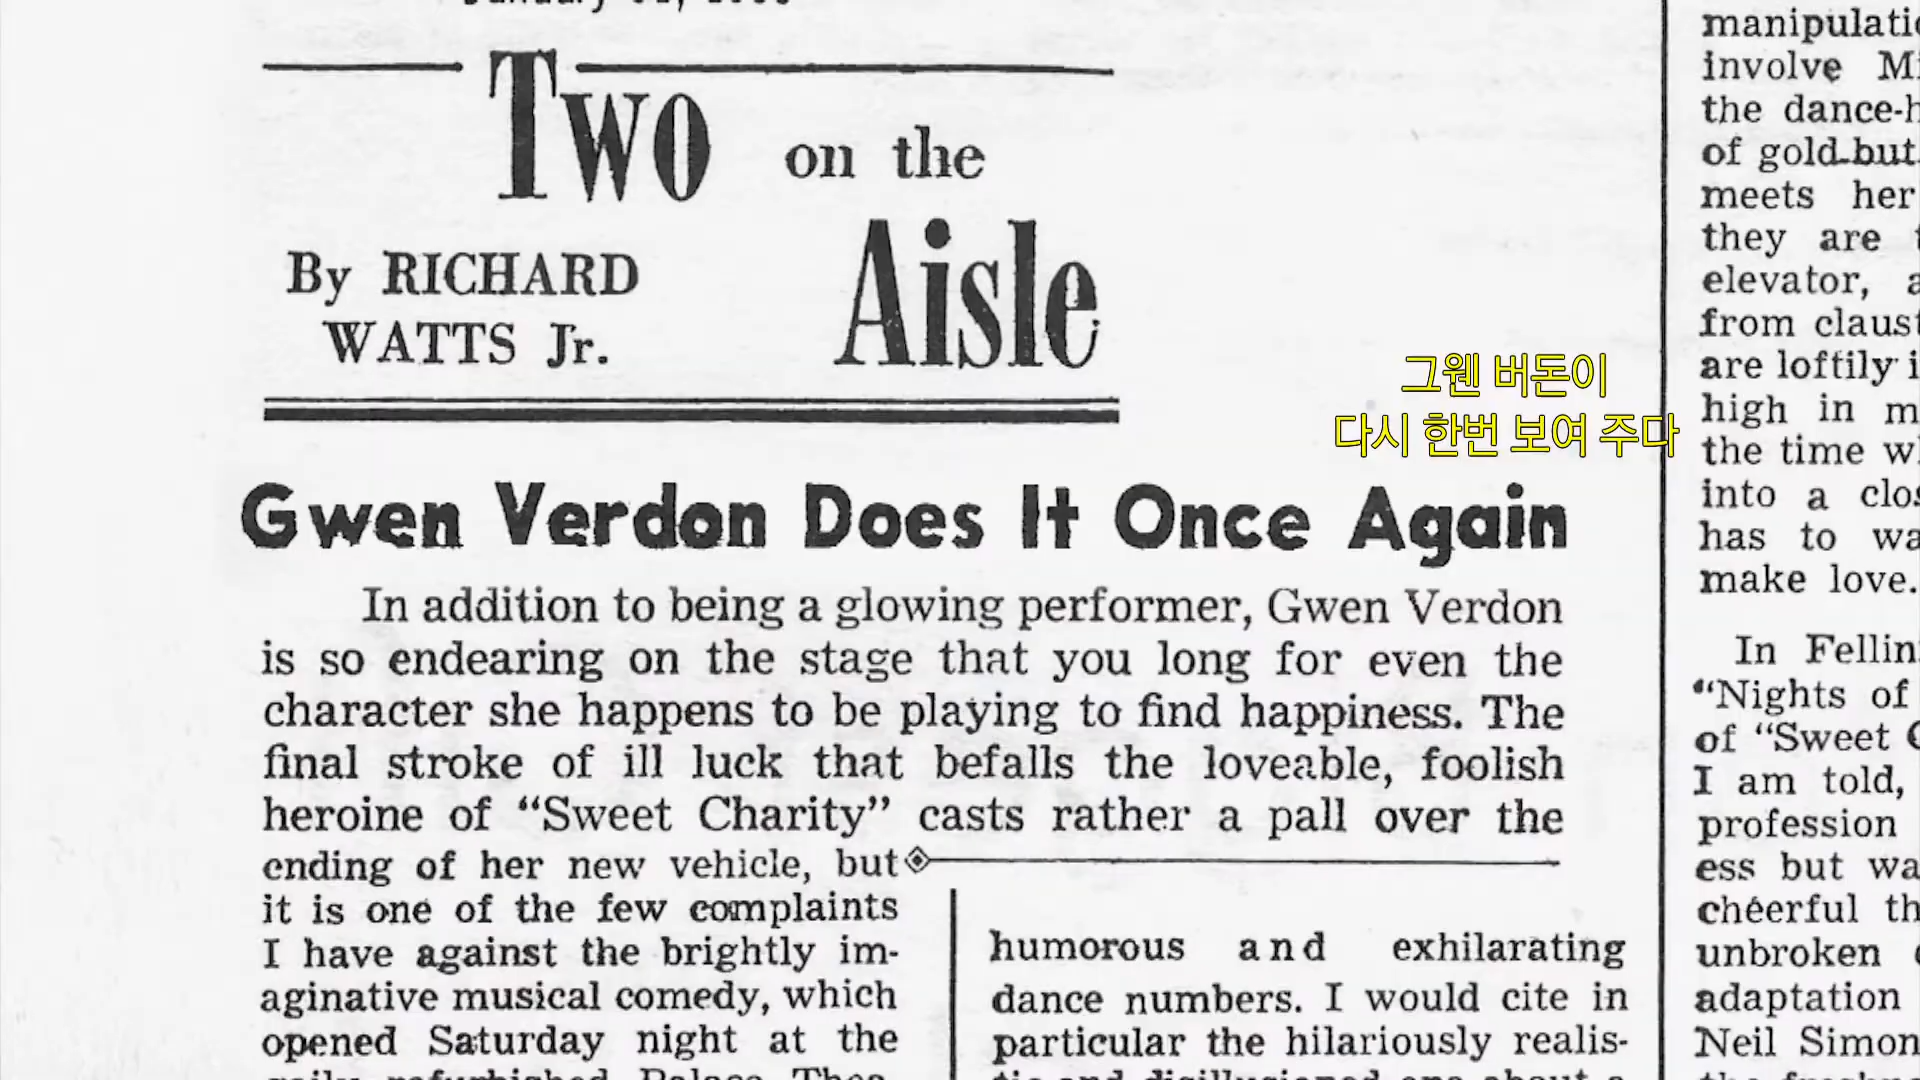 Two on the
Aisle
By RICHARD
WATTS Jr.
그웬 버돈이
다시 한번 보여 주다
Gwen Verdon Does It Once Again
In addition to being a glowing performer, Gwen Verdon
is so endearing on the stage that you long for even the
character she happens to be playing to find happiness. The
final stroke of ill luck that befalls the loveable, foolish
heroine of “Sweet Charity” casts rather a pall over the
ending of her new vehicle, but
it is one of the few complaints
I have against the brightly im-
aginative musical comedy, which
opened Saturday night at the
humorous and exhilarating
dance numbers. I would cite in
particular the hilariously realis-
involve
the dance-h
of gold-but
meets her
they are
elevator,
from claust
are loftily
high in m
the time w
into a clos
has to wa
make love.
In Fellin
“Nights of
of “Sweet
I am told,
profession
ess but wa
cheerful th
unbroken
adaptation
Neil Simon